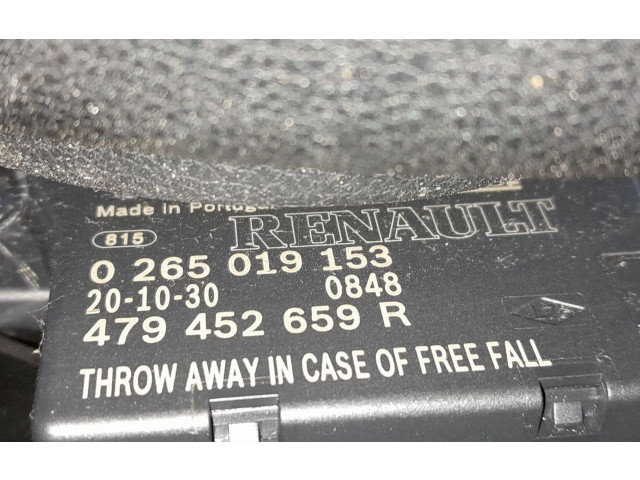 Made in Portugal
RENAULT
815
0 265 019 153
20-10-30 0848
479 452 659 R
THROW AWAY IN CASE OF FREE FALL